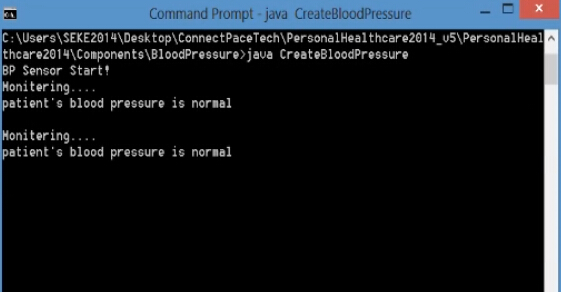 Command Prompt - java  CreateBloodPressure
C:\Users\SEKE2014\Desktop\ConnectPaceTech\PersonalHealthcare2014_v5\PersonalHeal
thcare2014\Components\BloodPressure>java CreateBloodPressure
BP Sensor Start!
Monitering....
patient's blood pressure is normal
Monitering....
patient's blood pressure is normal